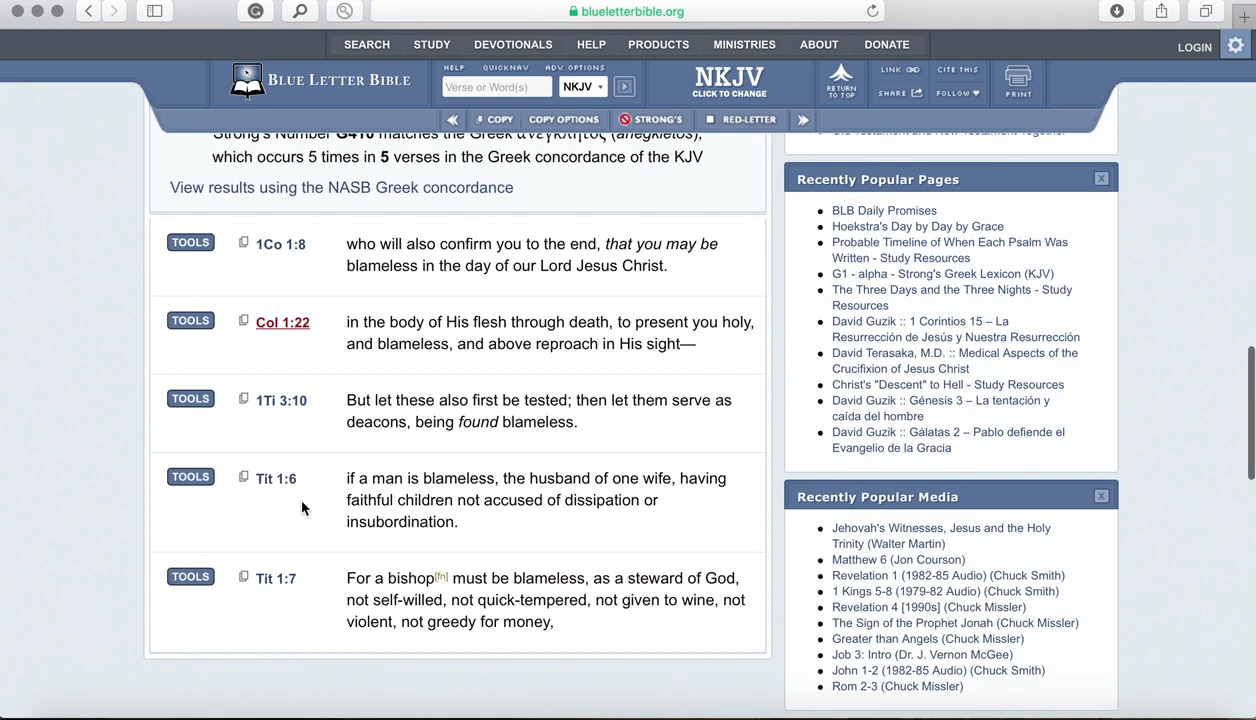 blueletterbible.org
SEARCH STUDY DEVOTIONALS HELP PRODUCTS MINISTRIES ABOUT DONATE
LOGIN
BLUE LETTER BIBLE
HELP QUICKNAV ADV. OPTIONS
Verse or Word(s) NKJV
NKJV
CLICK TO CHANGE
RETURN
TO TOP
LINK CITE THIS
SHARE FOLLOW
PRINT
COPY COPY OPTIONS STRONG'S RED-LETTER
Strong's Number G410 matches the Greek ἀνέγκλητος (anegklētos),
which occurs 5 times in 5 verses in the Greek concordance of the KJV
View results using the NASB Greek concordance
TOOLS 1Co 1:8 who will also confirm you to the end, that you may be
blameless in the day of our Lord Jesus Christ.
TOOLS Col 1:22 in the body of His flesh through death, to present you holy,
and blameless, and above reproach in His sight—
TOOLS 1Ti 3:10 But let these also first be tested; then let them serve as
deacons, being found blameless.
TOOLS Tit 1:6 if a man is blameless, the husband of one wife, having
faithful children not accused of dissipation or
insubordination.
TOOLS Tit 1:7 For a bishop[fn] must be blameless, as a steward of God,
not self-willed, not quick-tempered, not given to wine, not
violent, not greedy for money,
Recently Popular Pages
BLB Daily Promises
Hoekstra's Day by Day by Grace
Probable Timeline of When Each Psalm Was
Written - Study Resources
G1 - alpha - Strong's Greek Lexicon (KJV)
The Three Days and the Three Nights - Study
Resources
David Guzik :: 1 Corintios 15 – La
Resurrección de Jesús y Nuestra Resurrección
David Terasaka, M.D. :: Medical Aspects of the
Crucifixion of Jesus Christ
Christ's "Descent" to Hell - Study Resources
David Guzik :: Génesis 3 – La tentación y
caída del hombre
David Guzik :: Gálatas 2 – Pablo defiende el
Evangelio de la Gracia
Recently Popular Media
Jehovah's Witnesses, Jesus and the Holy
Trinity (Walter Martin)
Matthew 6 (Jon Courson)
Revelation 1 (1982-85 Audio) (Chuck Smith)
1 Kings 5-8 (1979-82 Audio) (Chuck Smith)
Revelation 4 [1990s] (Chuck Missler)
The Sign of the Prophet Jonah (Chuck Missler)
Greater than Angels (Chuck Missler)
Job 3: Intro (Dr. J. Vernon McGee)
John 1-2 (1982-85 Audio) (Chuck Smith)
Rom 2-3 (Chuck Missler)